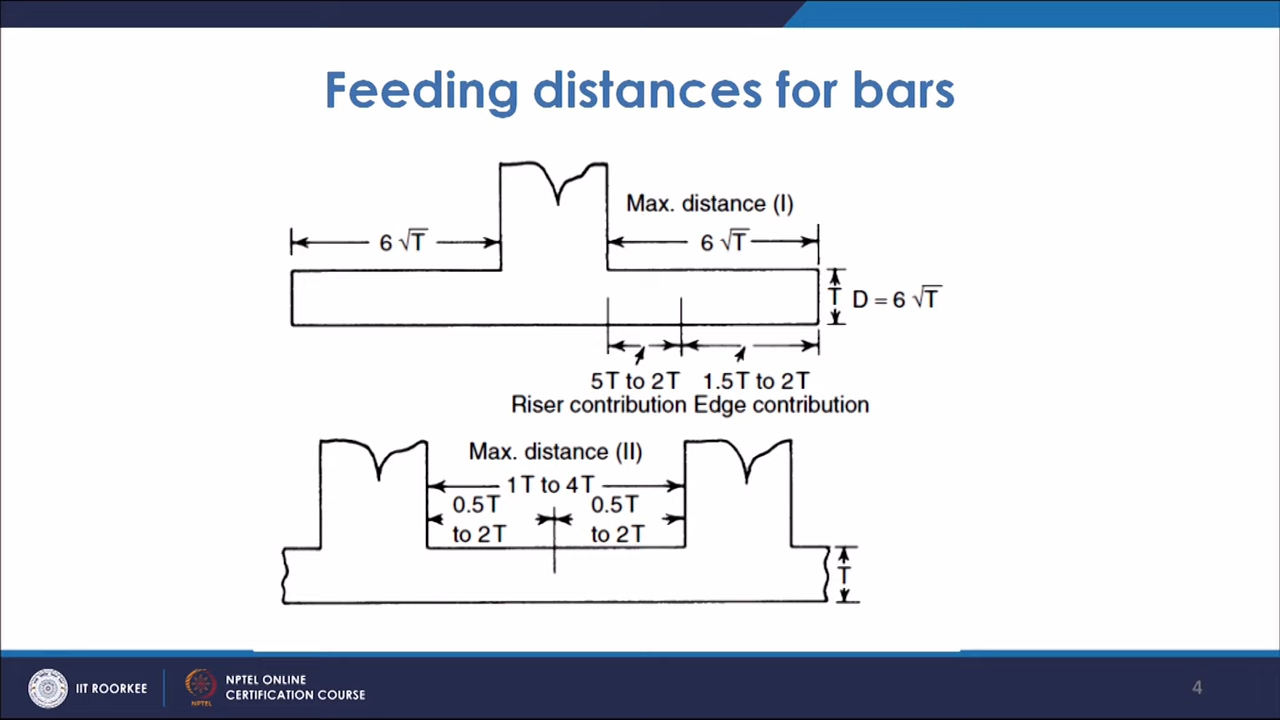 Feeding distances for bars
Max. distance (I)
6 √T
6 √T
T D = 6 √T
5T to 2T 1.5T to 2T
Riser contribution Edge contribution
Max. distance (II)
1T to 4T
0.5T 0.5T
to 2T to 2T
T
IIT ROORKEE
NPTEL
NPTEL ONLINE
CERTIFICATION COURSE
4